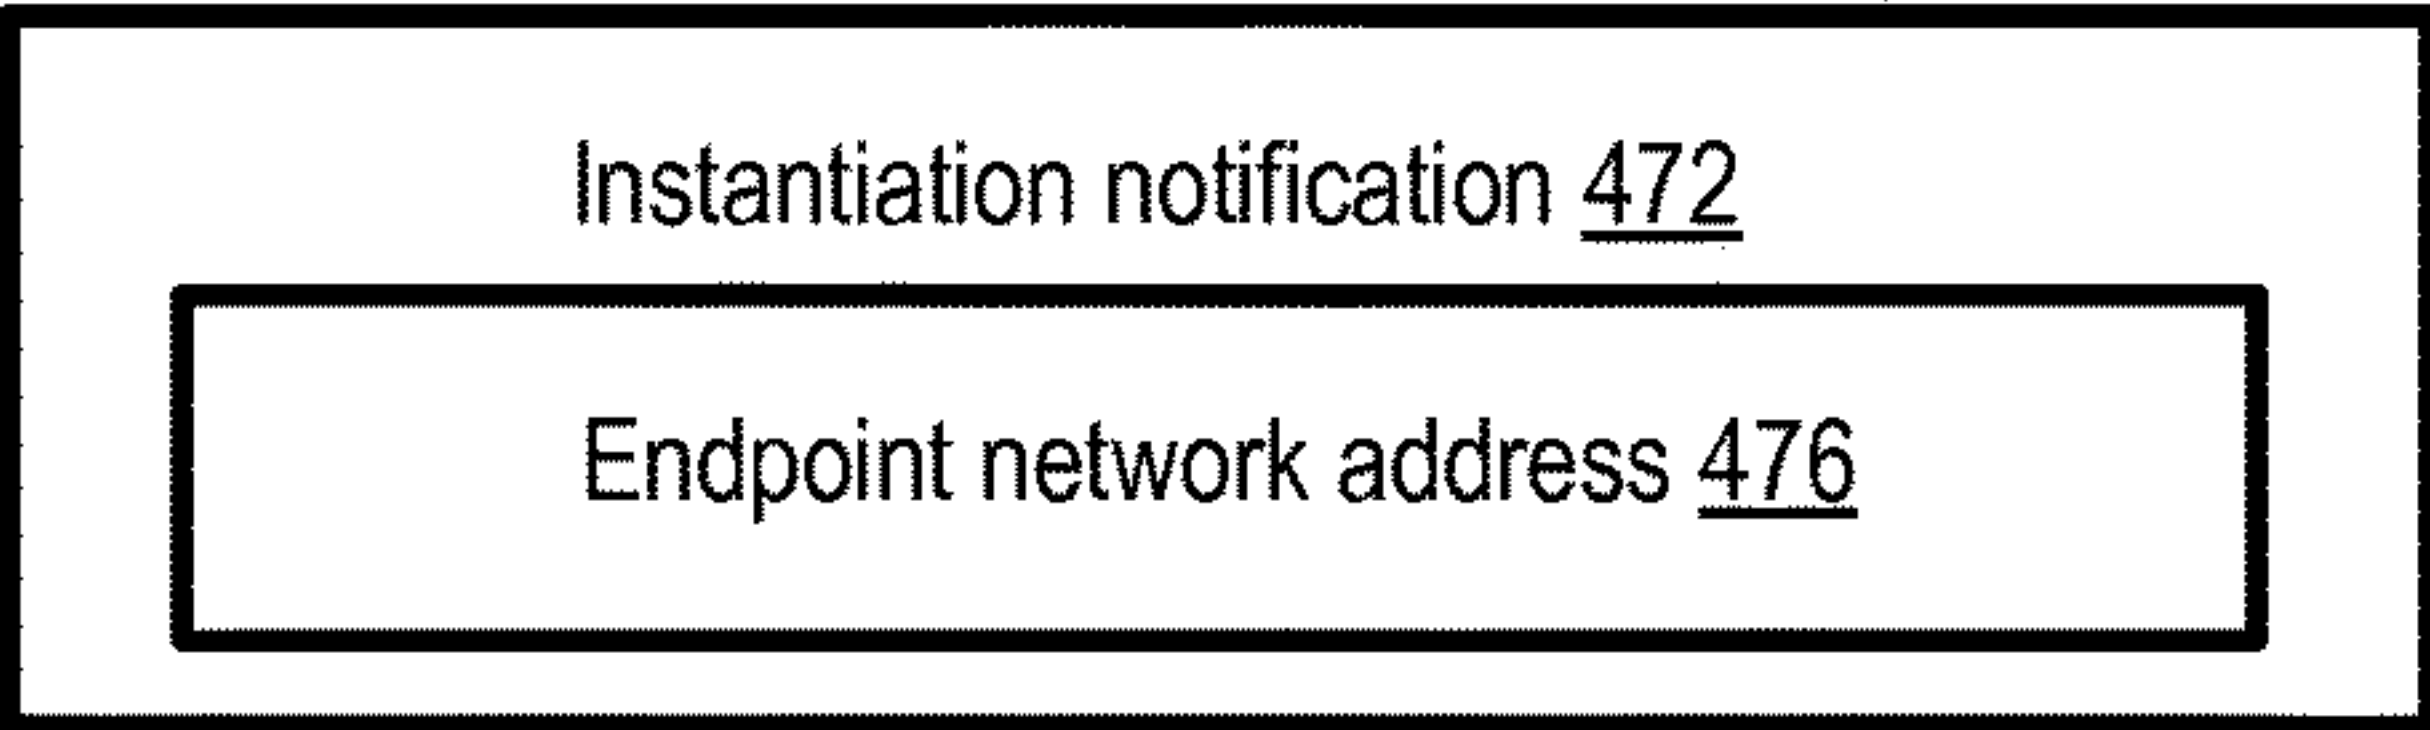 Instantiation notification 472
Endpoint network address 476